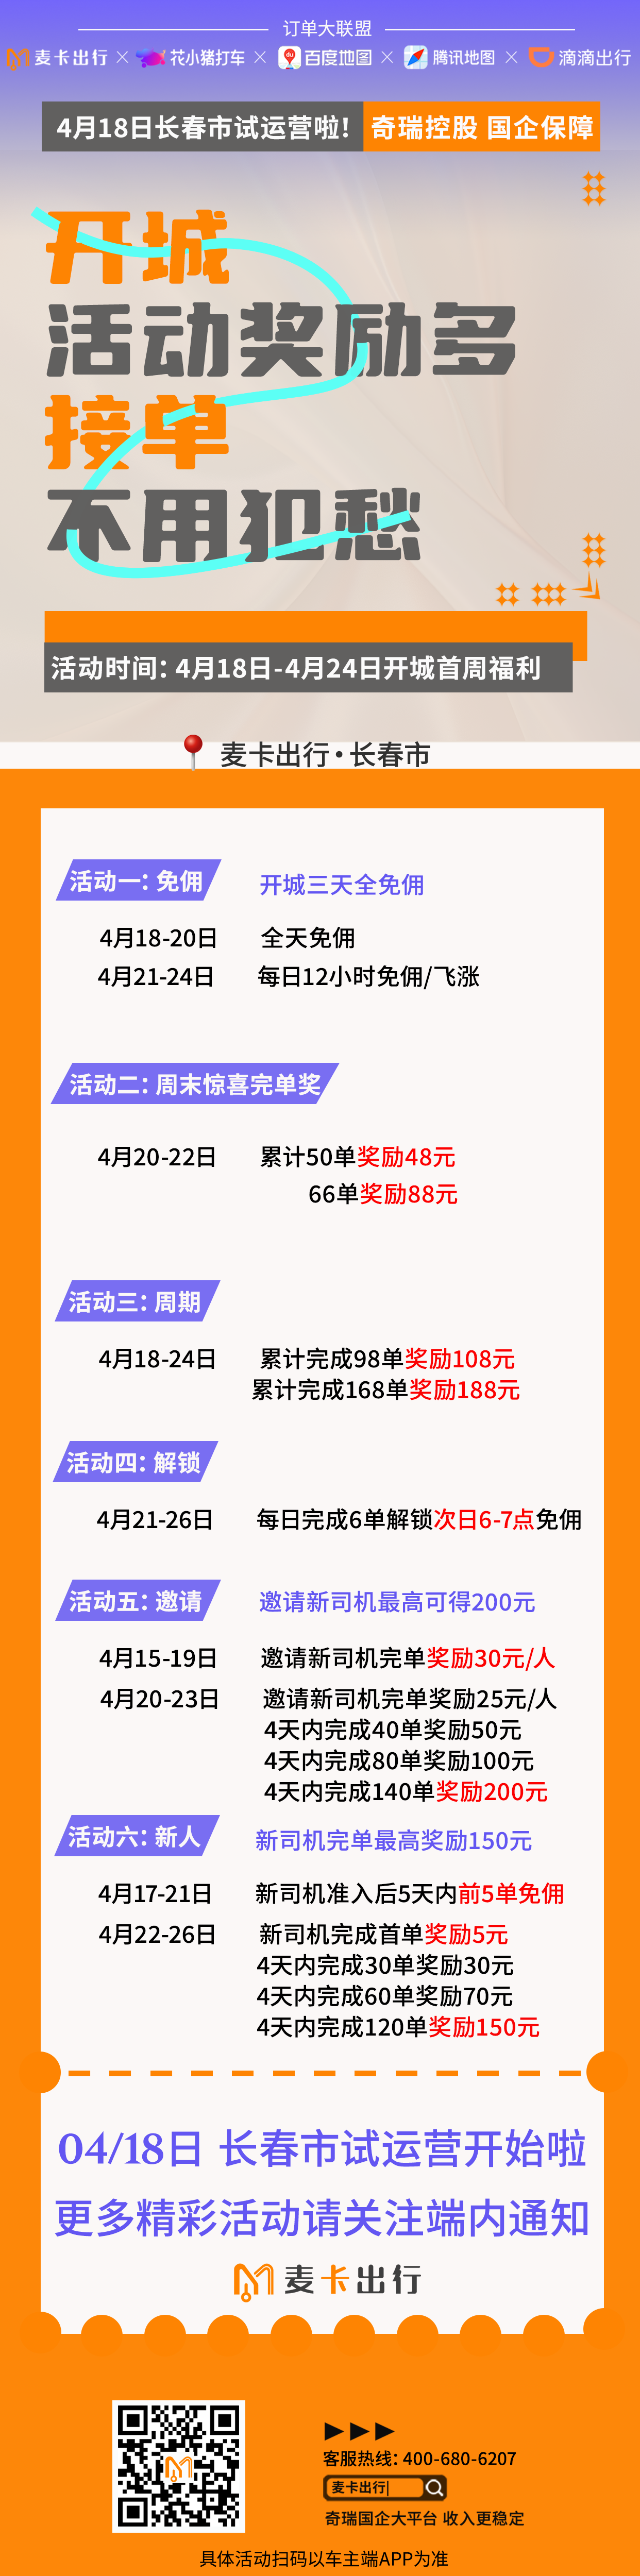 订单大联盟
麦卡出行 × 花小猪打车 × du 百度地图 × 腾讯地图 × 滴滴出行
4月18日长春市试运营啦! 奇瑞控股 国企保障
开城
活动奖励多
接单
不用犯愁
活动时间: 4月18日-4月24日开城首周福利
麦卡出行·长春市
活动一: 免佣 开城三天全免佣
4月18-20日 全天免佣
4月21-24日 每日12小时免佣/飞涨
活动二: 周末惊喜完单奖
4月20-22日 累计50单奖励48元
66单奖励88元
活动三: 周期
4月18-24日 累计完成98单奖励108元
累计完成168单奖励188元
活动四: 解锁
4月21-26日 每日完成6单解锁次日6-7点免佣
活动五: 邀请 邀请新司机最高可得200元
4月15-19日 邀请新司机完单奖励30元/人
4月20-23日 邀请新司机完单奖励25元/人
4天内完成40单奖励50元
4天内完成80单奖励100元
4天内完成140单奖励200元
活动六: 新人 新司机完单最高奖励150元
4月17-21日 新司机准入后5天内前5单免佣
4月22-26日 新司机完成首单奖励5元
4天内完成30单奖励30元
4天内完成60单奖励70元
4天内完成120单奖励150元
04/18日 长春市试运营开始啦
更多精彩活动请关注端内通知
麦卡出行
客服热线: 400-680-6207
麦卡出行|
奇瑞国企大平台 收入更稳定
具体活动扫码以车主端APP为准